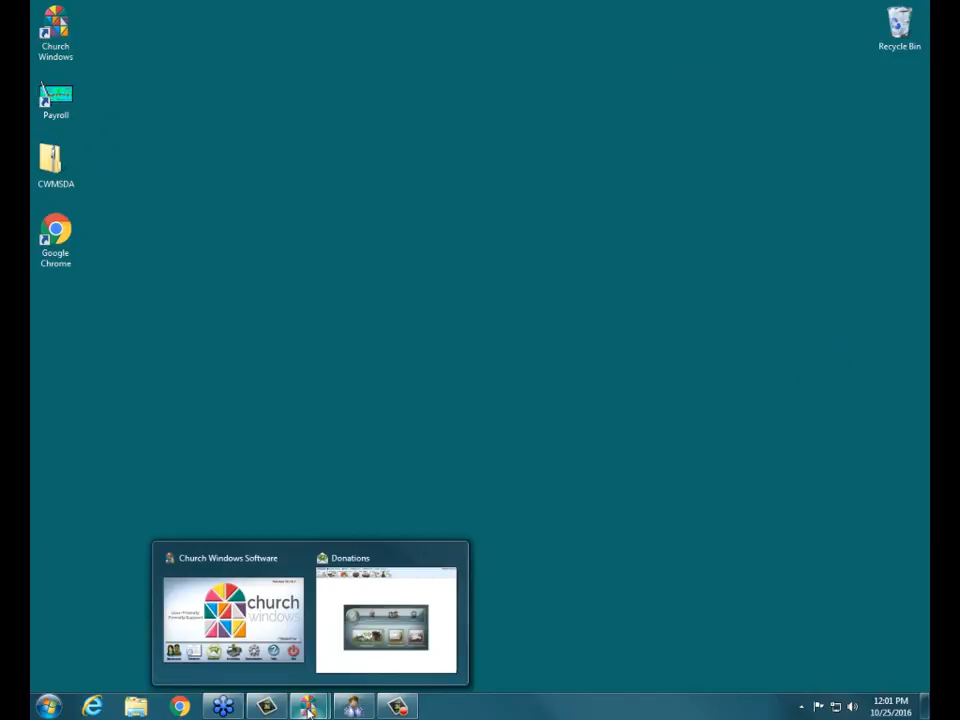 Church
Windows
Payroll
CWMSDA
Google
Chrome
Recycle Bin
Church Windows Software
Donations
church
windows
12:01 PM
10/25/2016